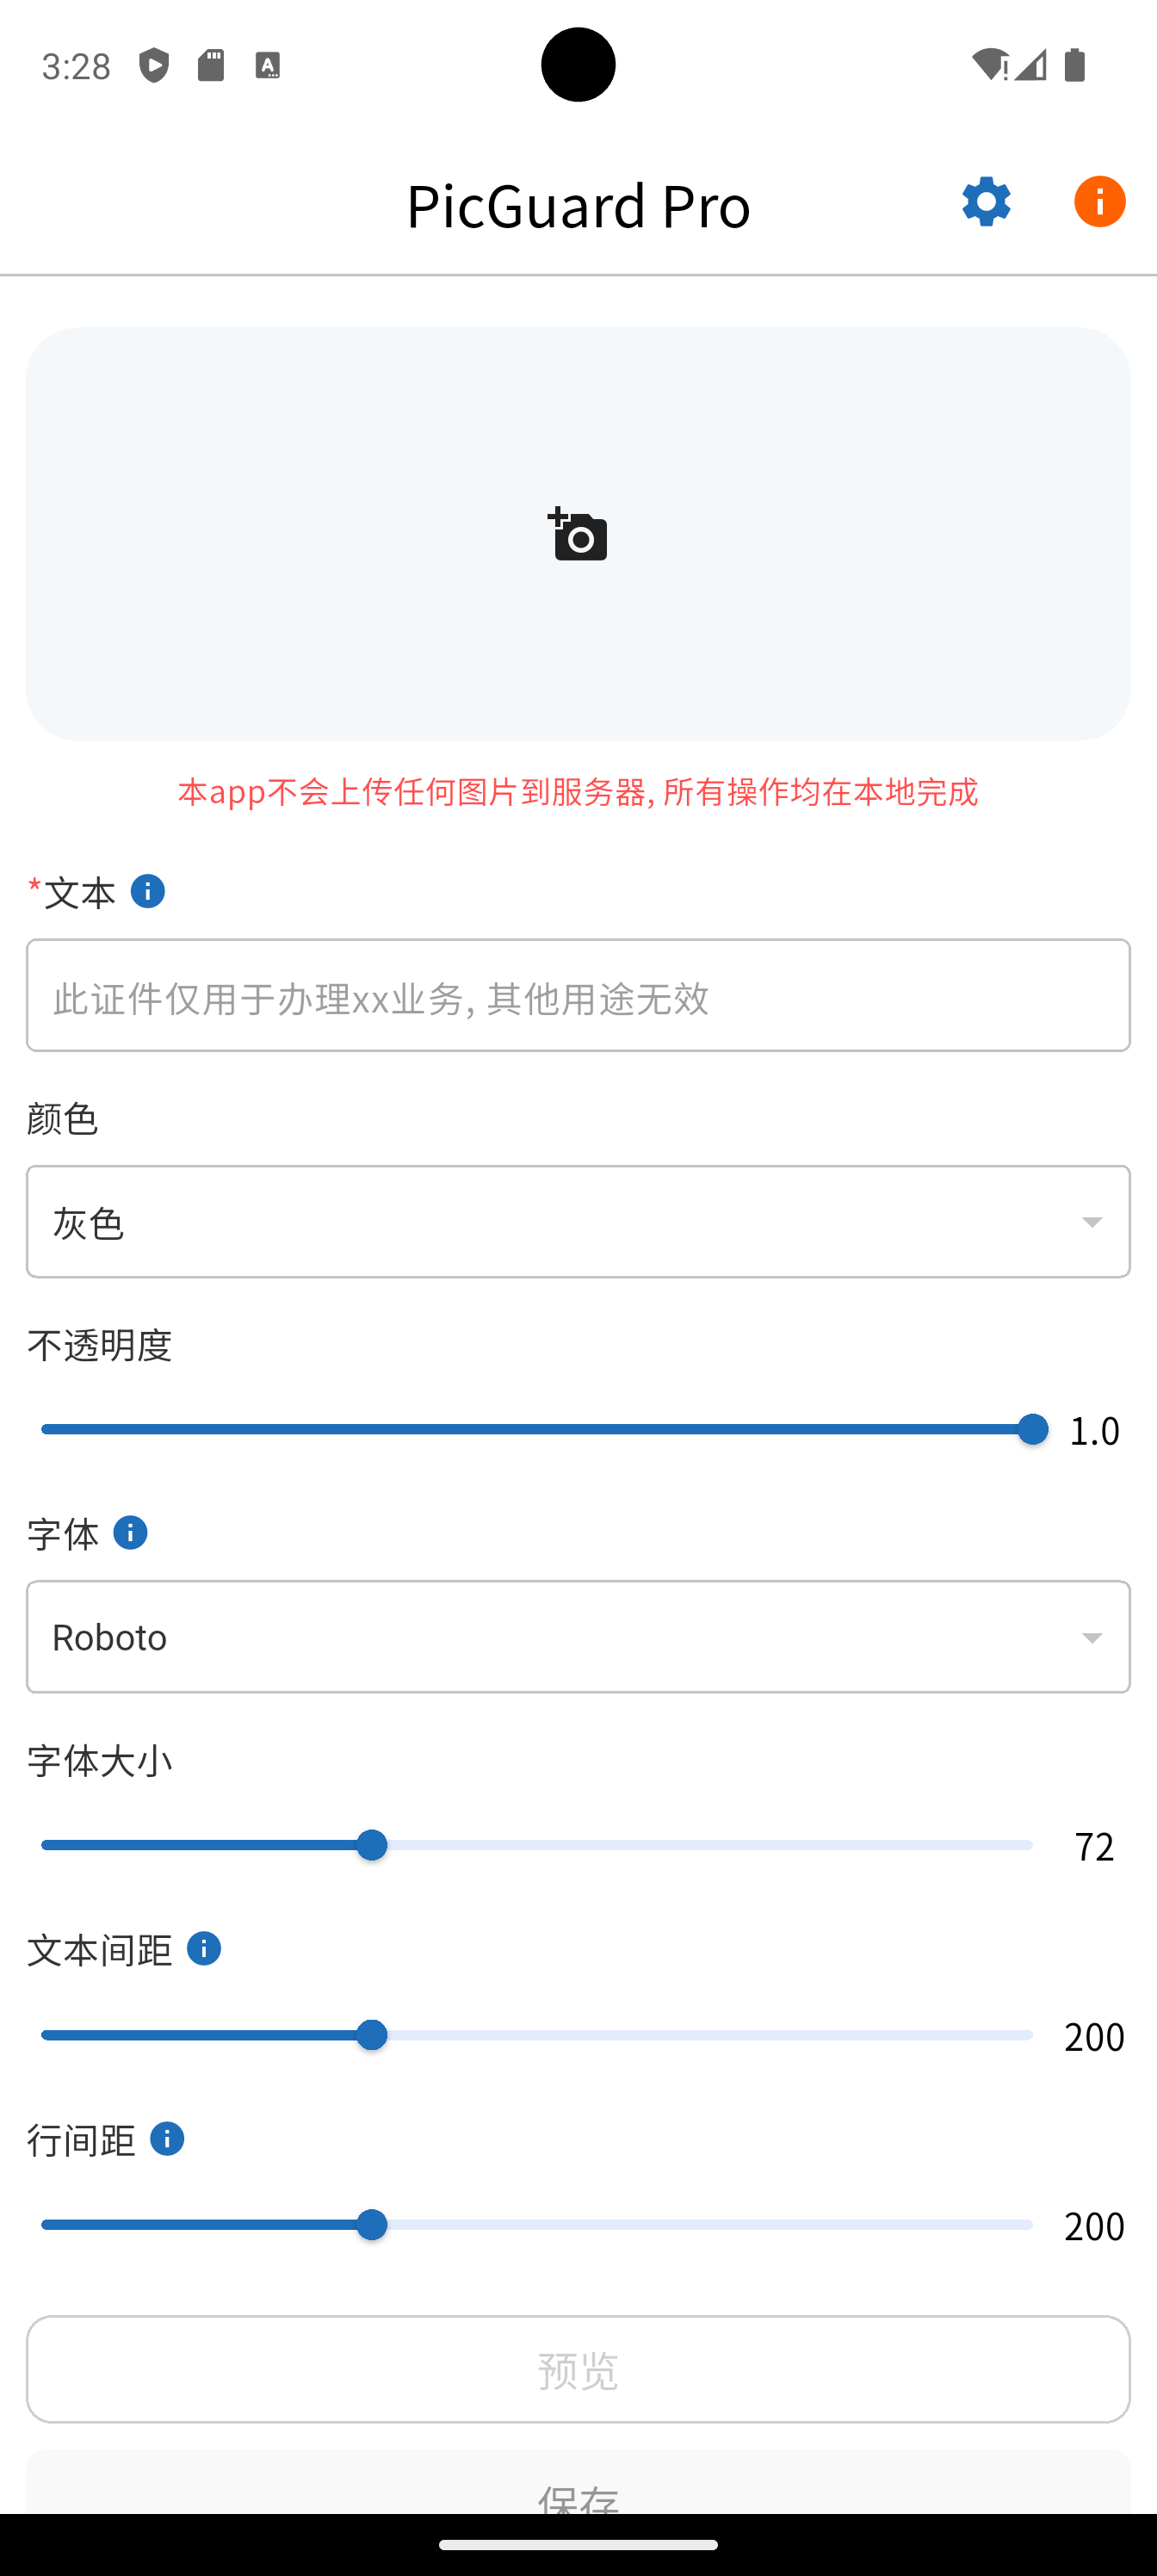 3:28
PicGuard Pro
本app不会上传任何图片到服务器, 所有操作均在本地完成
*文本
此证件仅用于办理xx业务, 其他用途无效
颜色
灰色
不透明度
1.0
字体
Roboto
字体大小
72
文本间距
200
行间距
200
预览
保存